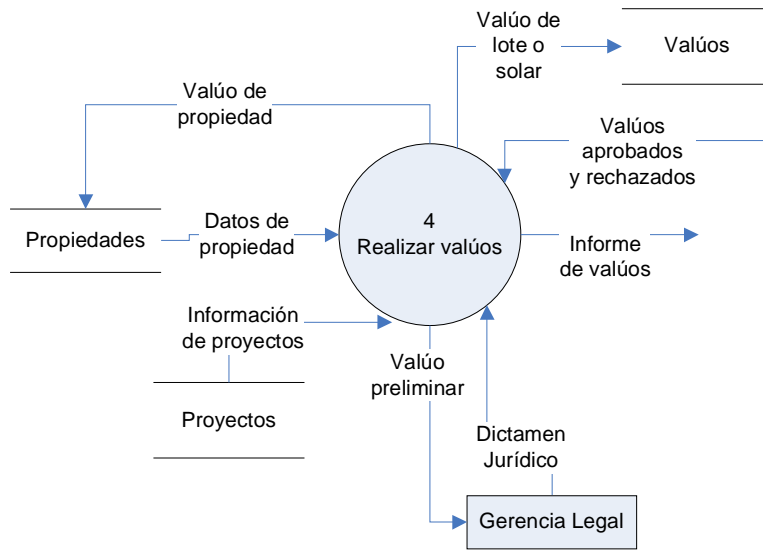 Valúo de
lote o
solar
Valúos
Valúo de
propiedad
Valúos
aprobados
y rechazados
4
Realizar valúos
Propiedades
Datos de
propiedad
Informe
de valúos
Información
de proyectos
Valúo
preliminar
Proyectos
Dictamen
Jurídico
Gerencia Legal